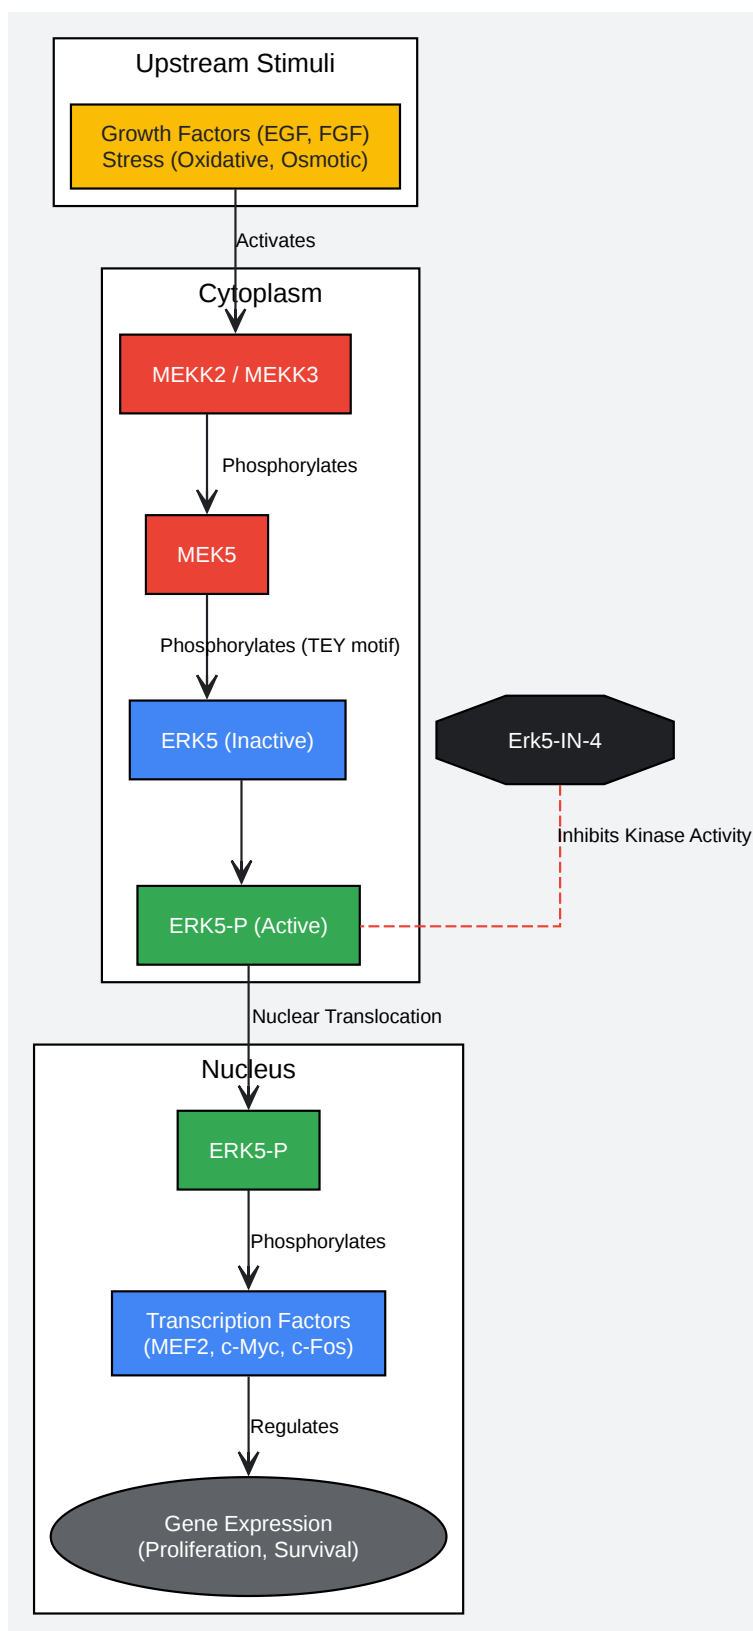 Upstream Stimuli
Growth Factors (EGF, FGF)
Stress (Oxidative, Osmotic)
Activates
Cytoplasm
MEKK2 / MEKK3
Phosphorylates
MEK5
Phosphorylates (TEY motif)
ERK5 (Inactive)
Erk5-IN-4
Inhibits Kinase Activity
ERK5-P (Active)
Nuclear Translocation
Nucleus
ERK5-P
Phosphorylates
Transcription Factors
(MEF2, c-Myc, c-Fos)
Regulates
Gene Expression
(Proliferation, Survival)